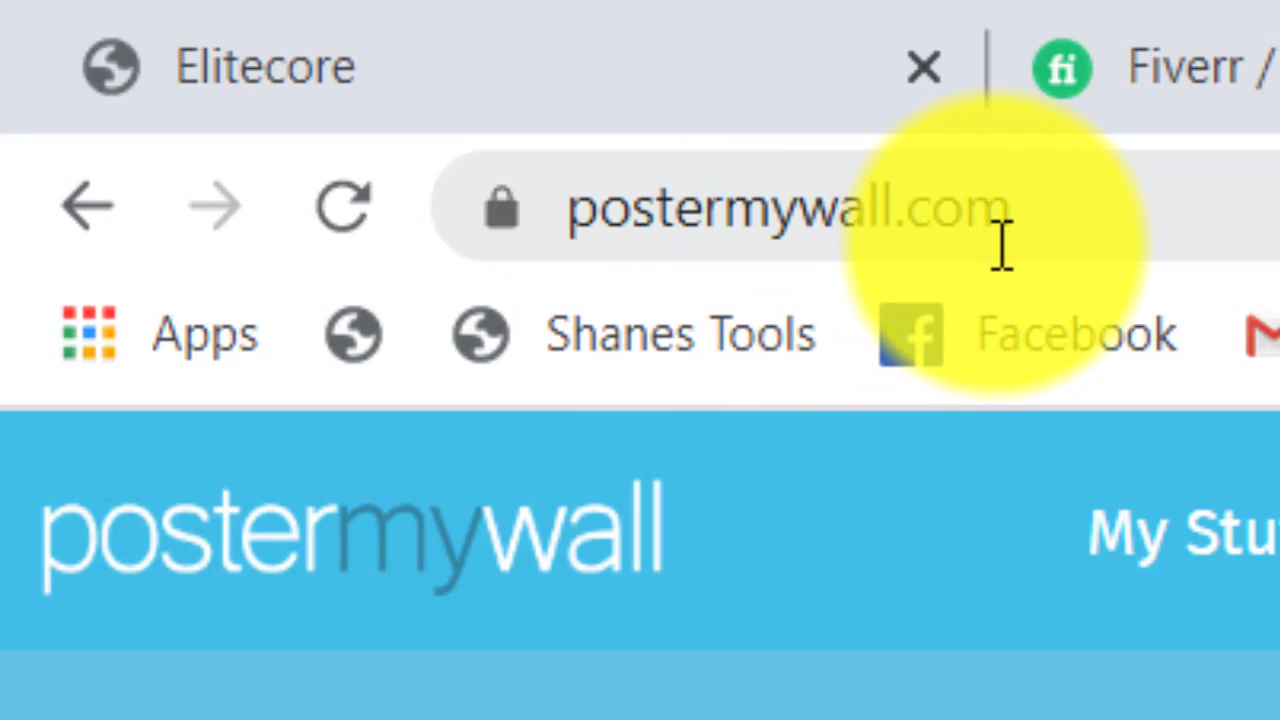 Elitecore
Fiverr /
postermywall.com
Apps
Shanes Tools
Facebook
postermywall
My Stu